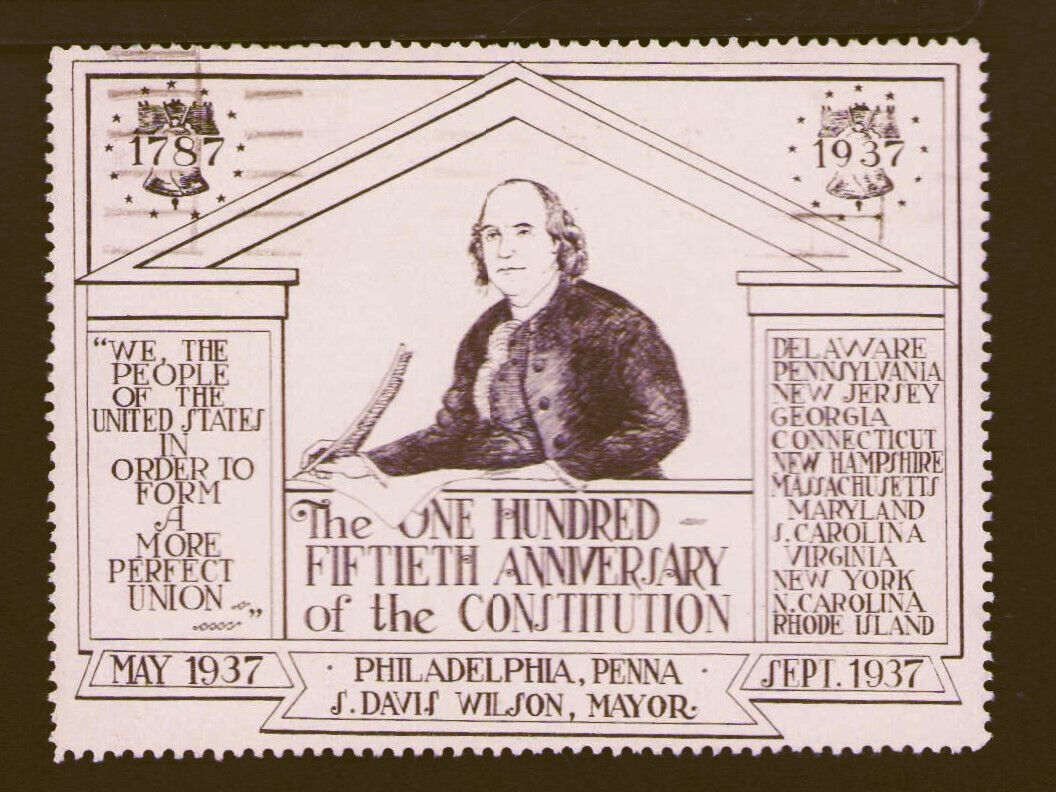 1787
1937
“WE, THE
PEOPLE
OF THE
UNITED STATES
IN
ORDER TO
FORM
A
MORE
PERFECT
UNION”
The ONE HUNDRED
FIFTIETH ANNIVERSARY
of the CONSTITUTION
DELAWARE
PENNSYLVANIA
NEW JERSEY
GEORGIA
CONNECTICUT
NEW HAMPSHIRE
MASSACHUSETTS
MARYLAND
S. CAROLINA
VIRGINIA
NEW YORK
N. CAROLINA
RHODE ISLAND
MAY 1937
· PHILADELPHIA, PENNA ·
S. DAVIS WILSON, MAYOR·
SEPT. 1937